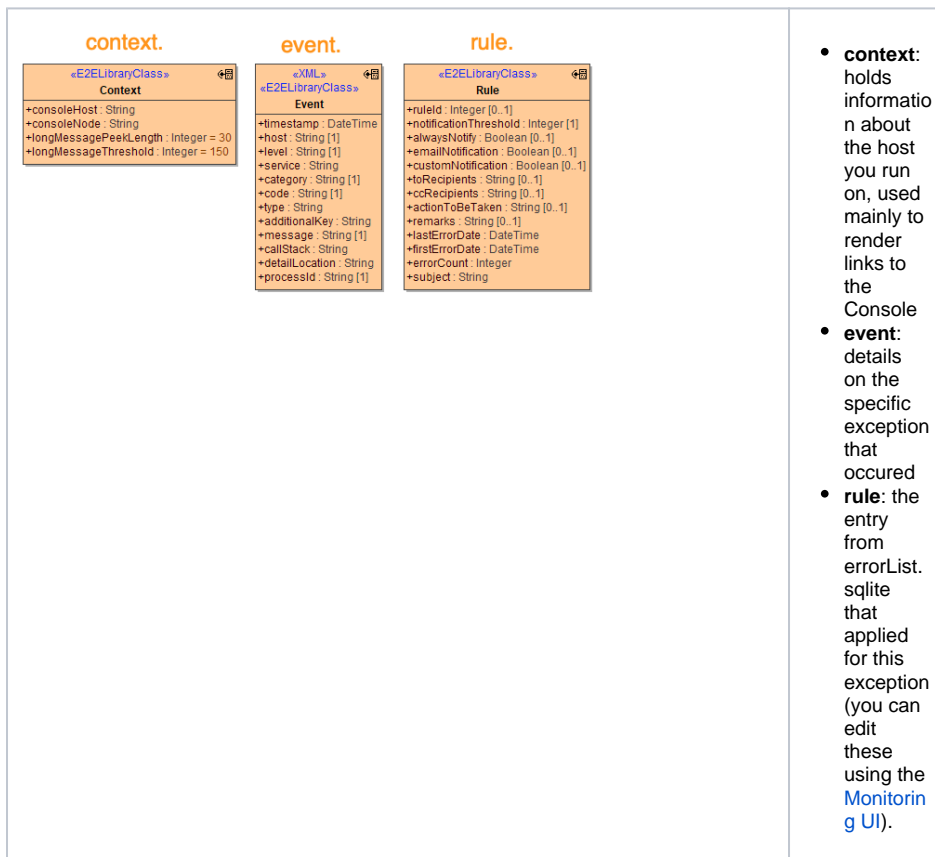 context.
«E2ELibraryClass»
Context
+consoleHost : String
+consoleNode : String
+longMessagePeekLength : Integer = 30
+longMessageThreshold : Integer = 150
event.
«XML»
«E2ELibraryClass»
Event
+timestamp : DateTime
+host : String [1]
+level : String [1]
+service : String
+category : String [1]
+code : String [1]
+type : String
+additionalKey : String
+message : String [1]
+callStack : String
+detailLocation : String
+processId : String [1]
rule.
«E2ELibraryClass»
Rule
+ruleId : Integer [0..1]
+notificationThreshold : Integer [1]
+alwaysNotify : Boolean [0..1]
+emailNotification : Boolean [0..1]
+customNotification : Boolean [0..1]
+toRecipients : String [0..1]
+ccRecipients : String [0..1]
+actionToBeTaken : String [0..1]
+remarks : String [0..1]
+lastErrorDate : DateTime
+firstErrorDate : DateTime
+errorCount : Integer
+subject : String
• context:
holds
informatio
n about
the host
you run
on, used
mainly to
render
links to
the
Console
• event:
details
on the
specific
exception
that
occured
• rule: the
entry
from
errorList.
sqlite
that
applied
for this
exception
(you can
edit
these
using the
Monitorin
g UI).